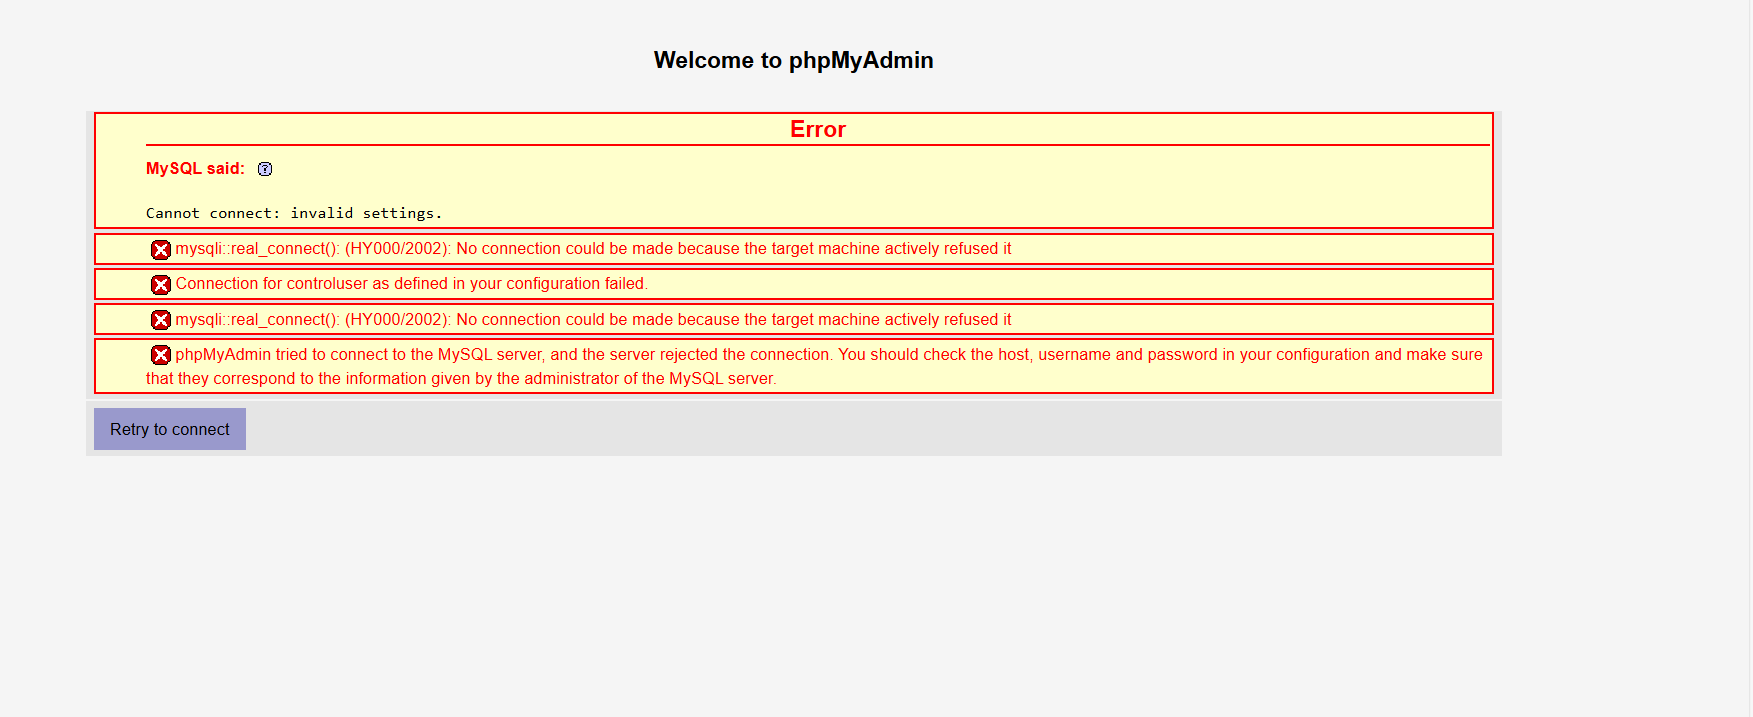 Welcome to phpMyAdmin
Error
MySQL said:
Cannot connect: invalid settings.
mysqli::real_connect(): (HY000/2002): No connection could be made because the target machine actively refused it
Connection for controluser as defined in your configuration failed.
mysqli::real_connect(): (HY000/2002): No connection could be made because the target machine actively refused it
phpMyAdmin tried to connect to the MySQL server, and the server rejected the connection. You should check the host, username and password in your configuration and make sure
that they correspond to the information given by the administrator of the MySQL server.
Retry to connect